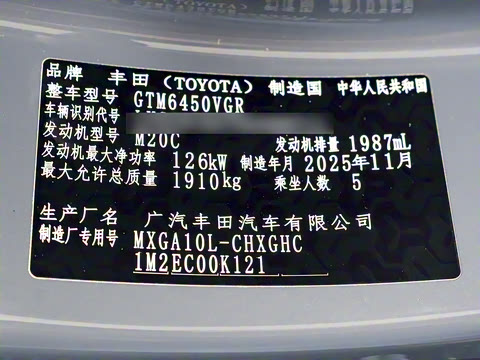 品牌 丰田(TOYOTA) 制造国 中华人民共和国
整车型号 GTM6450VGR
车辆识别代号
发动机型号 M20C 发动机排量 1987mL
发动机最大净功率 126kW 制造年月 2025年11月
最大允许总质量 1910kg 乘坐人数 5
生产厂名 广汽丰田汽车有限公司
制造厂专用号 MXGA10L-CHXGHC
1M2EC00K121